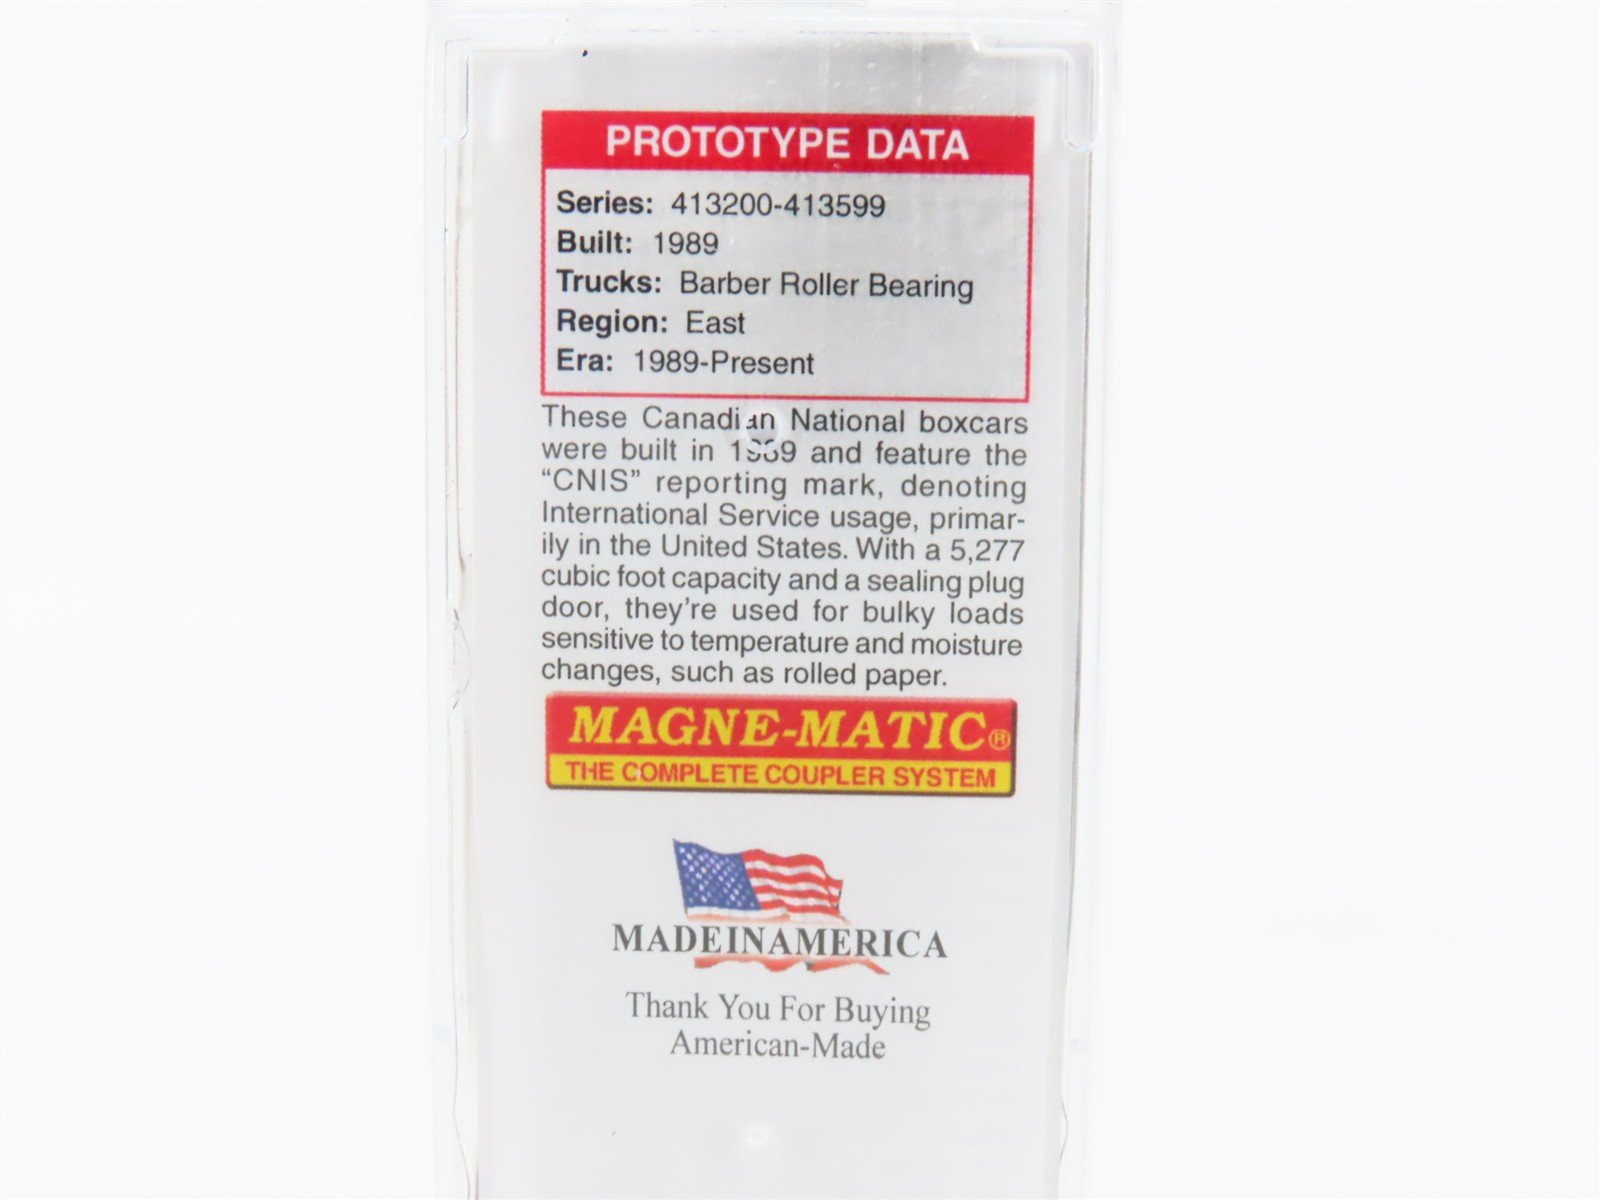 PROTOTYPE DATA
Series: 413200-413599
Built: 1989
Trucks: Barber Roller Bearing
Region: East
Era: 1989-Present
These Canadian National boxcars
were built in 1989 and feature the
“CNIS” reporting mark, denoting
International Service usage, primar-
ily in the United States. With a 5,277
cubic foot capacity and a sealing plug
door, they’re used for bulky loads
sensitive to temperature and moisture
changes, such as rolled paper.
MAGNE-MATIC®
THE COMPLETE COUPLER SYSTEM
MADEINAMERICA
Thank You For Buying
American-Made